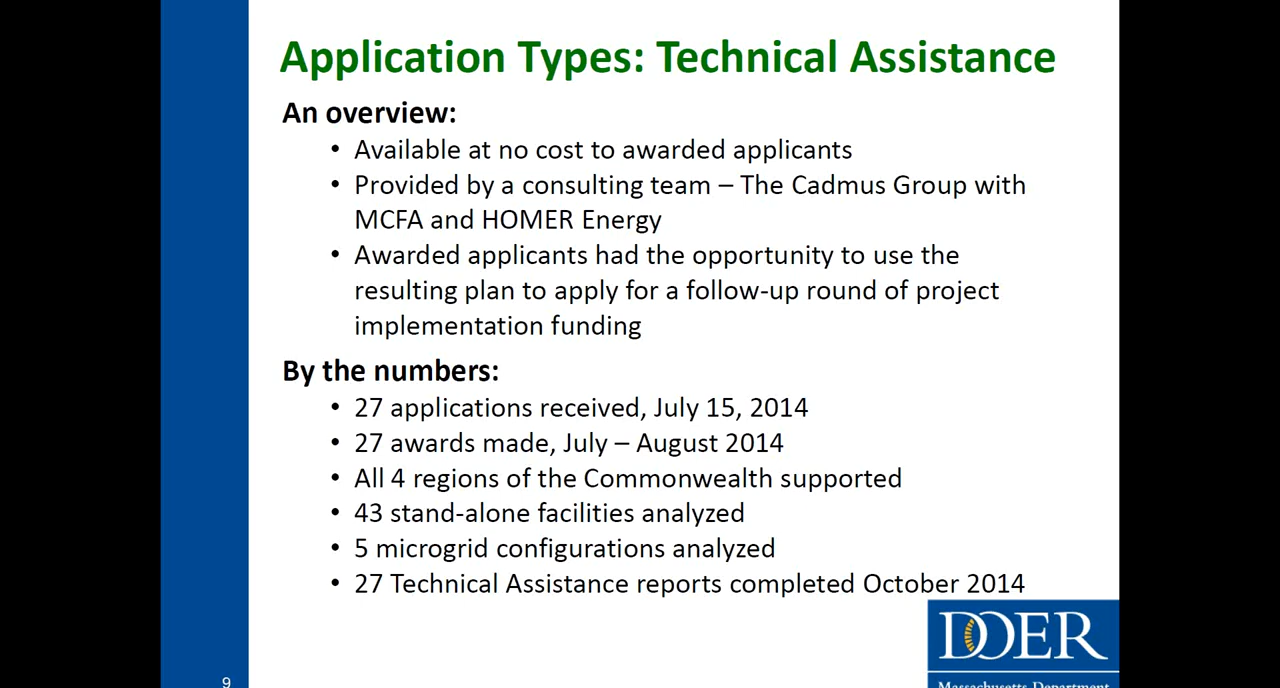 Application Types: Technical Assistance
An overview:
• Available at no cost to awarded applicants
• Provided by a consulting team – The Cadmus Group with
MCFA and HOMER Energy
• Awarded applicants had the opportunity to use the
resulting plan to apply for a follow-up round of project
implementation funding
By the numbers:
• 27 applications received, July 15, 2014
• 27 awards made, July – August 2014
• All 4 regions of the Commonwealth supported
• 43 stand-alone facilities analyzed
• 5 microgrid configurations analyzed
• 27 Technical Assistance reports completed October 2014
DOER
Massachusetts Department
9